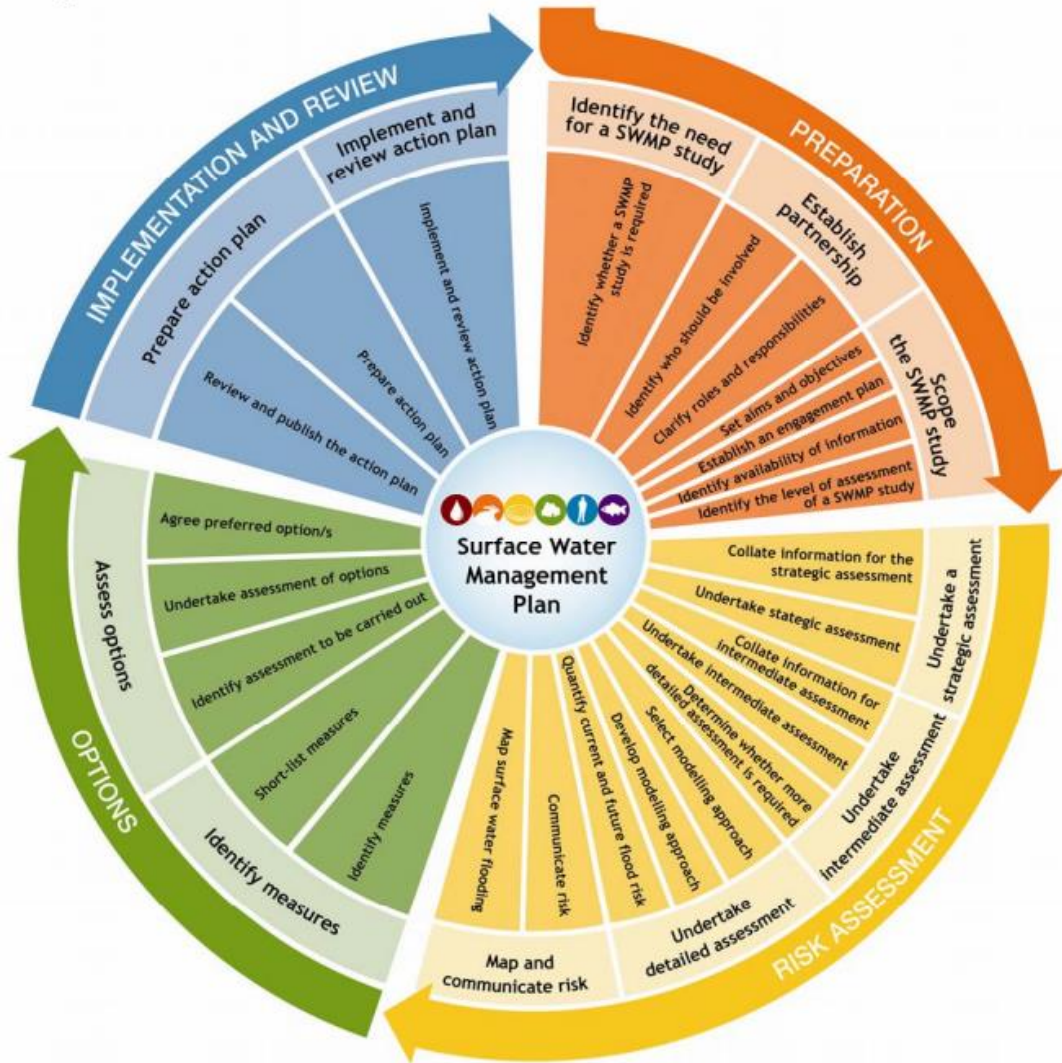 PREPARATION
Identify the need
for a SWMP study
Identify whether a SWMP
study is required
Establish
partnership
Identify who should be involved
Clarify roles and responsibilities
Scope
the SWMP study
Set aims and objectives
Establish an engagement plan
Identify availability of information
Identify the level of assessment
of a SWMP study
RISK ASSESSMENT
Undertake a
strategic assessment
Collate information for the
strategic assessment
Undertake stategic assessment
Undertake
intermediate assessment
Collate information for
intermediate assessment
Undertake intermediate assessment
Determine whether more
detailed assessment is required
Undertake
detailed assessment
Select modelling approach
Develop modelling approach
Quantify current and future flood risk
Map and
communicate risk
Communicate risk
Map surface water
flooding
OPTIONS
Identify measures
Identify measures
Short-list measures
Assess options
Identify assessment to be carried out
Undertake assessment of options
Agree preferred option/s
IMPLEMENTATION AND REVIEW
Prepare action plan
Review and publish the action plan
Prepare action plan
Implement and
review action plan
Implement and review action plan
Surface Water
Management
Plan